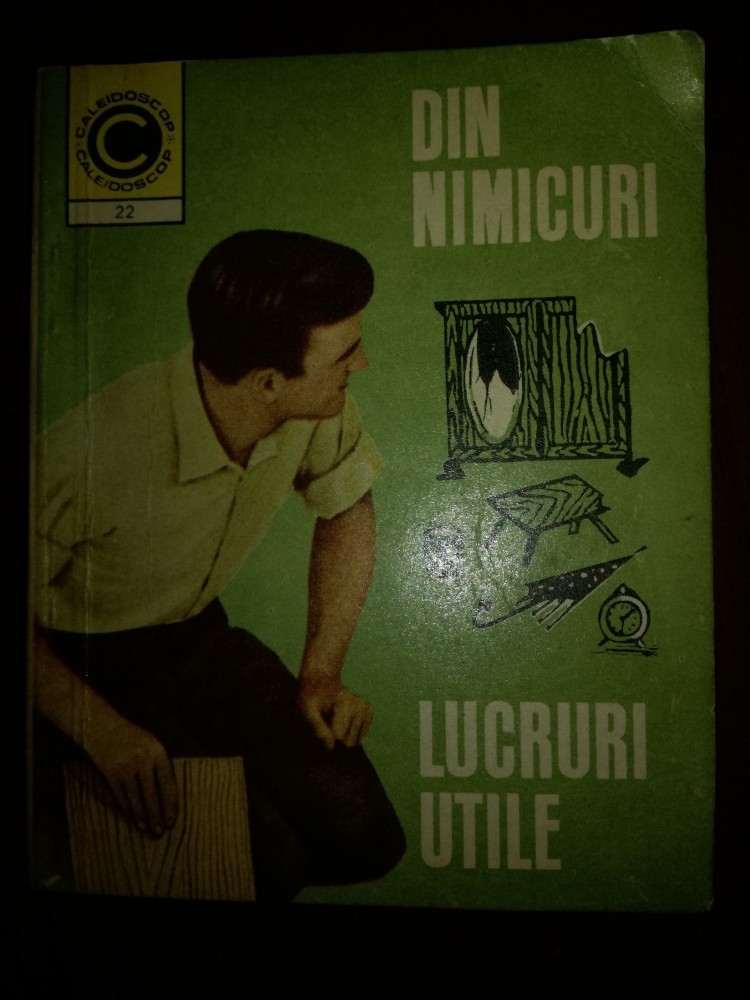 CALEIDOSCOP
C
CALEIDOSCOP
22
DIN
NIMICURI
LUCRURI
UTILE